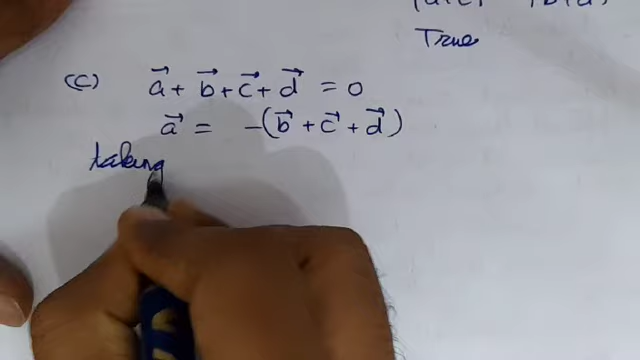 True
(c) a⃗ + b⃗ + c⃗ + d⃗ = 0
a⃗ = -(b⃗ + c⃗ + d⃗)
taking